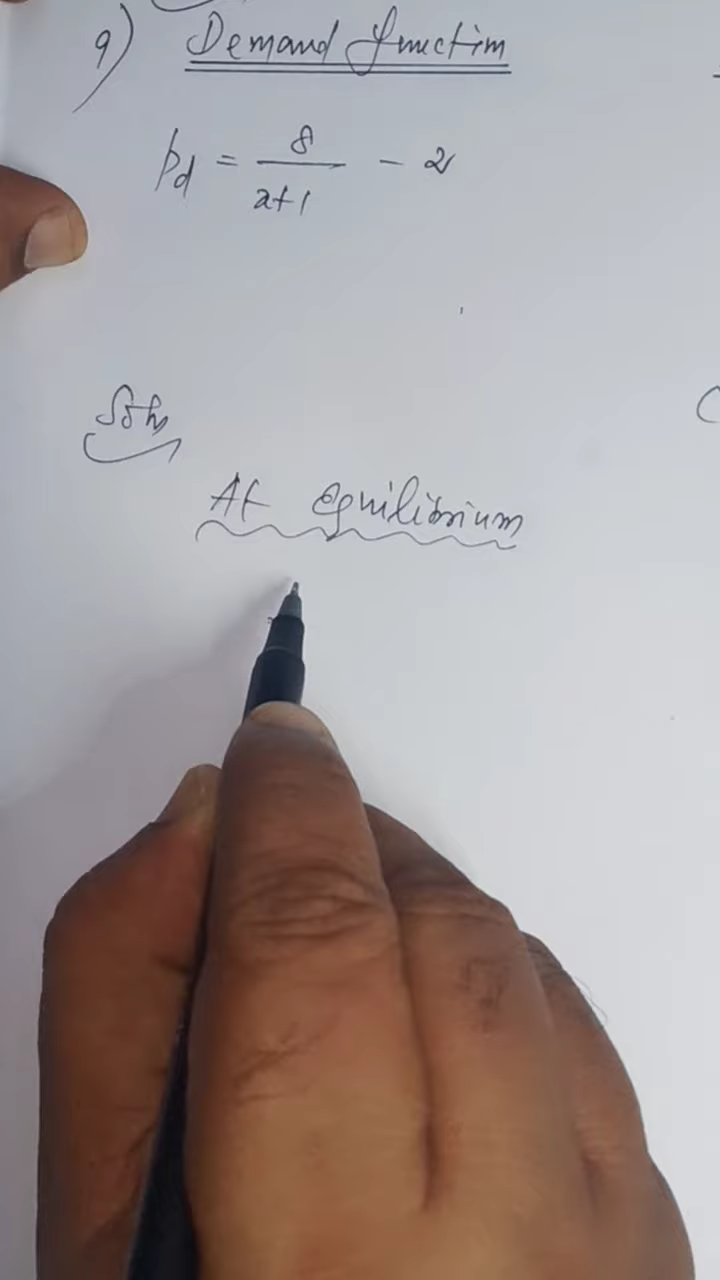 9) Demand function
pd = 8/x+1 - 2
Soln
At equilibrium